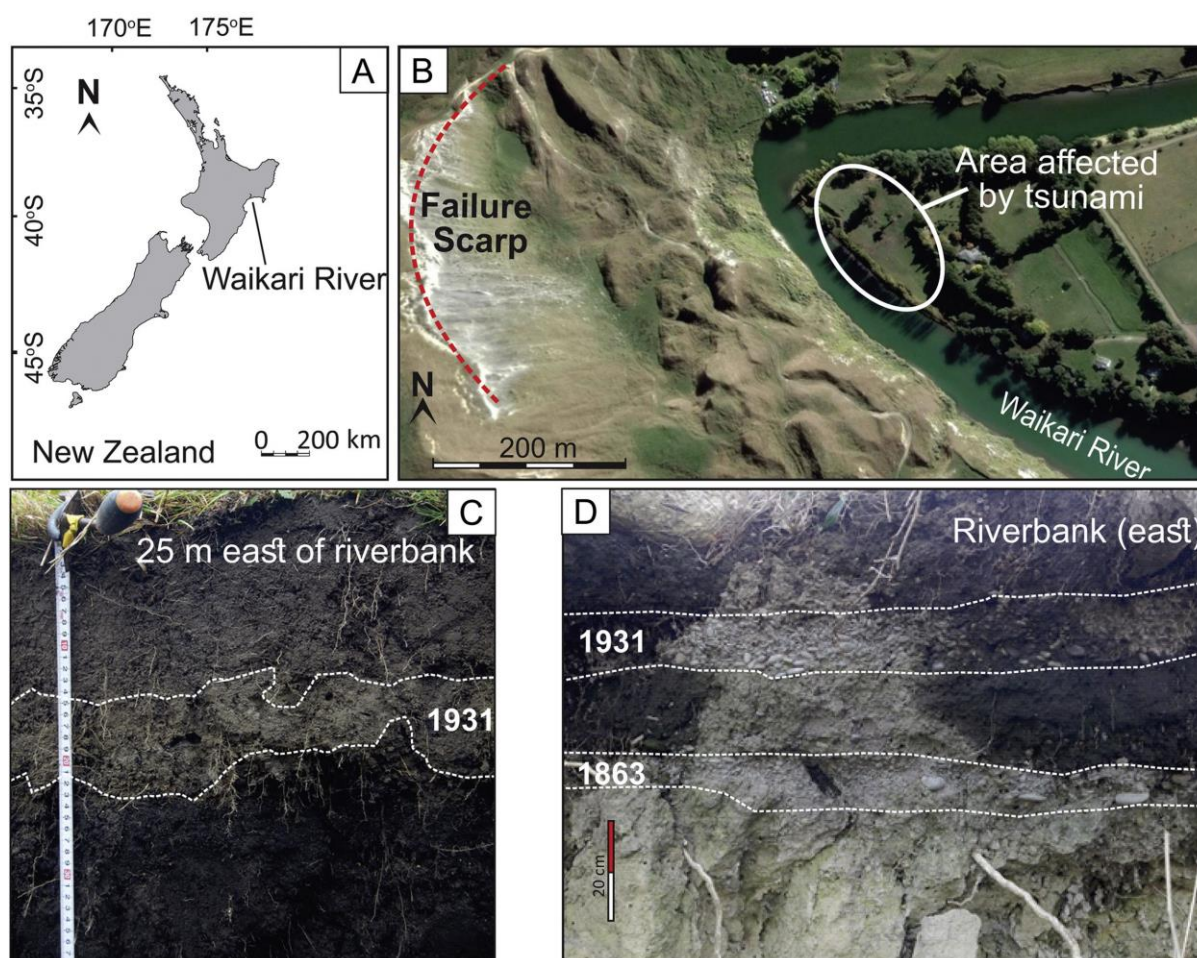 170°E 175°E
A
35°S
N
40°S
45°S
Waikari River
New Zealand
0 200 km
B
Failure
Scarp
Area affected
by tsunami
N
200 m
Waikari River
C
25 m east of riverbank
1931
D
Riverbank (east)
1931
1863
20 cm